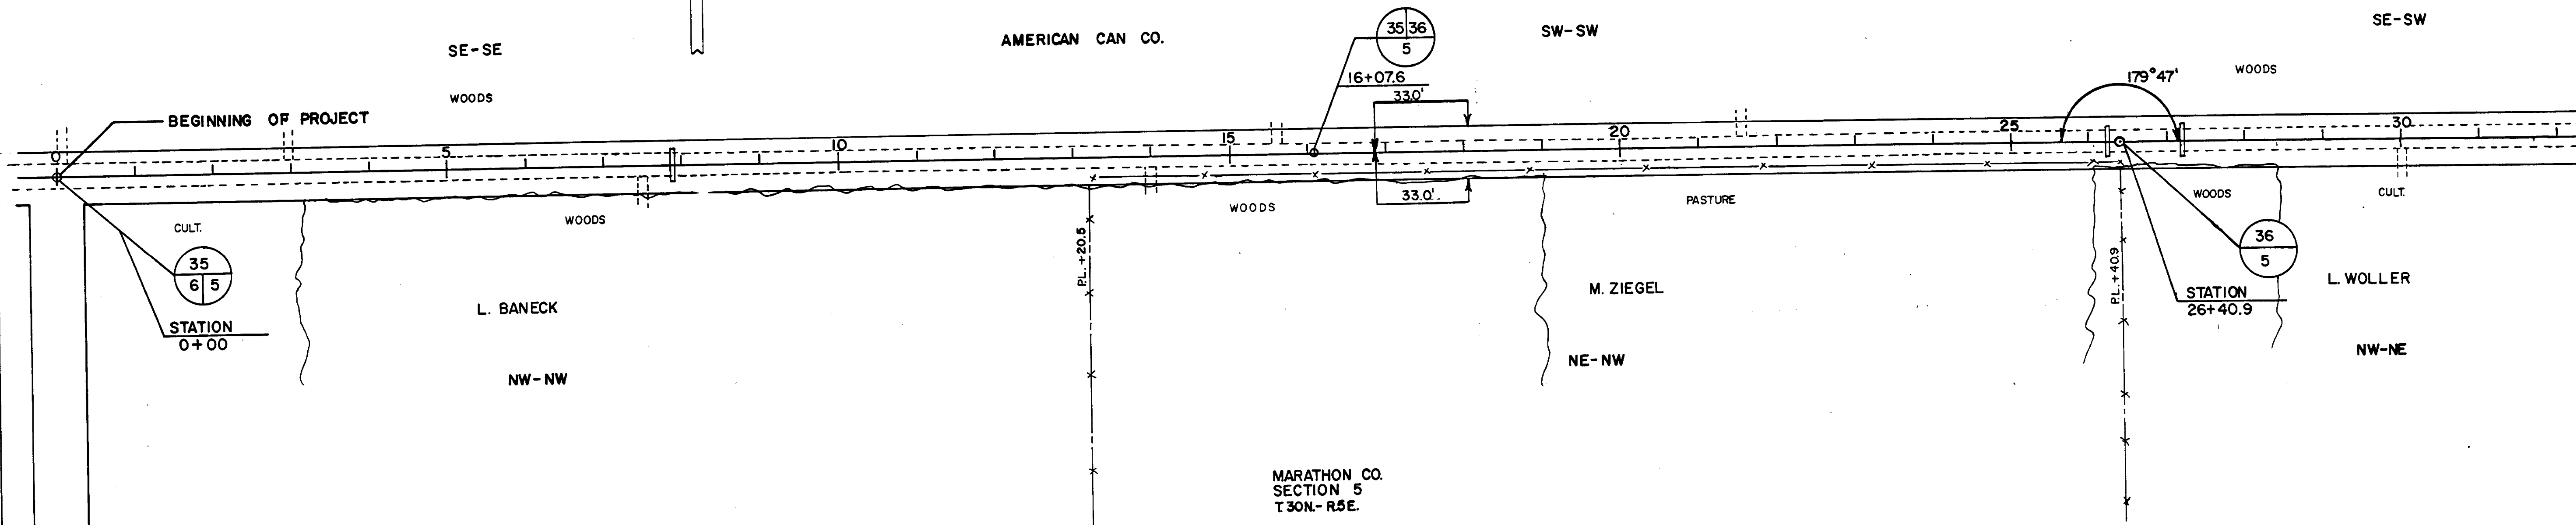 SE-SE
AMERICAN CAN CO.
35 36
5
SW-SW
SE-SW
WOODS
16+07.6
33.0'
179°47'
WOODS
BEGINNING OF PROJECT
0
5
10
15
20
25
30
CULT.
WOODS
WOODS
33.0'
PASTURE
WOODS
CULT.
35
6 5
P.L. +20.5
P.L. +40.9
36
5
L. BANECK
M. ZIEGEL
L. WOLLER
STATION
0+00
STATION
26+40.9
NW-NW
NE-NW
NW-NE
MARATHON CO.
SECTION 5
T30N.-R5E.